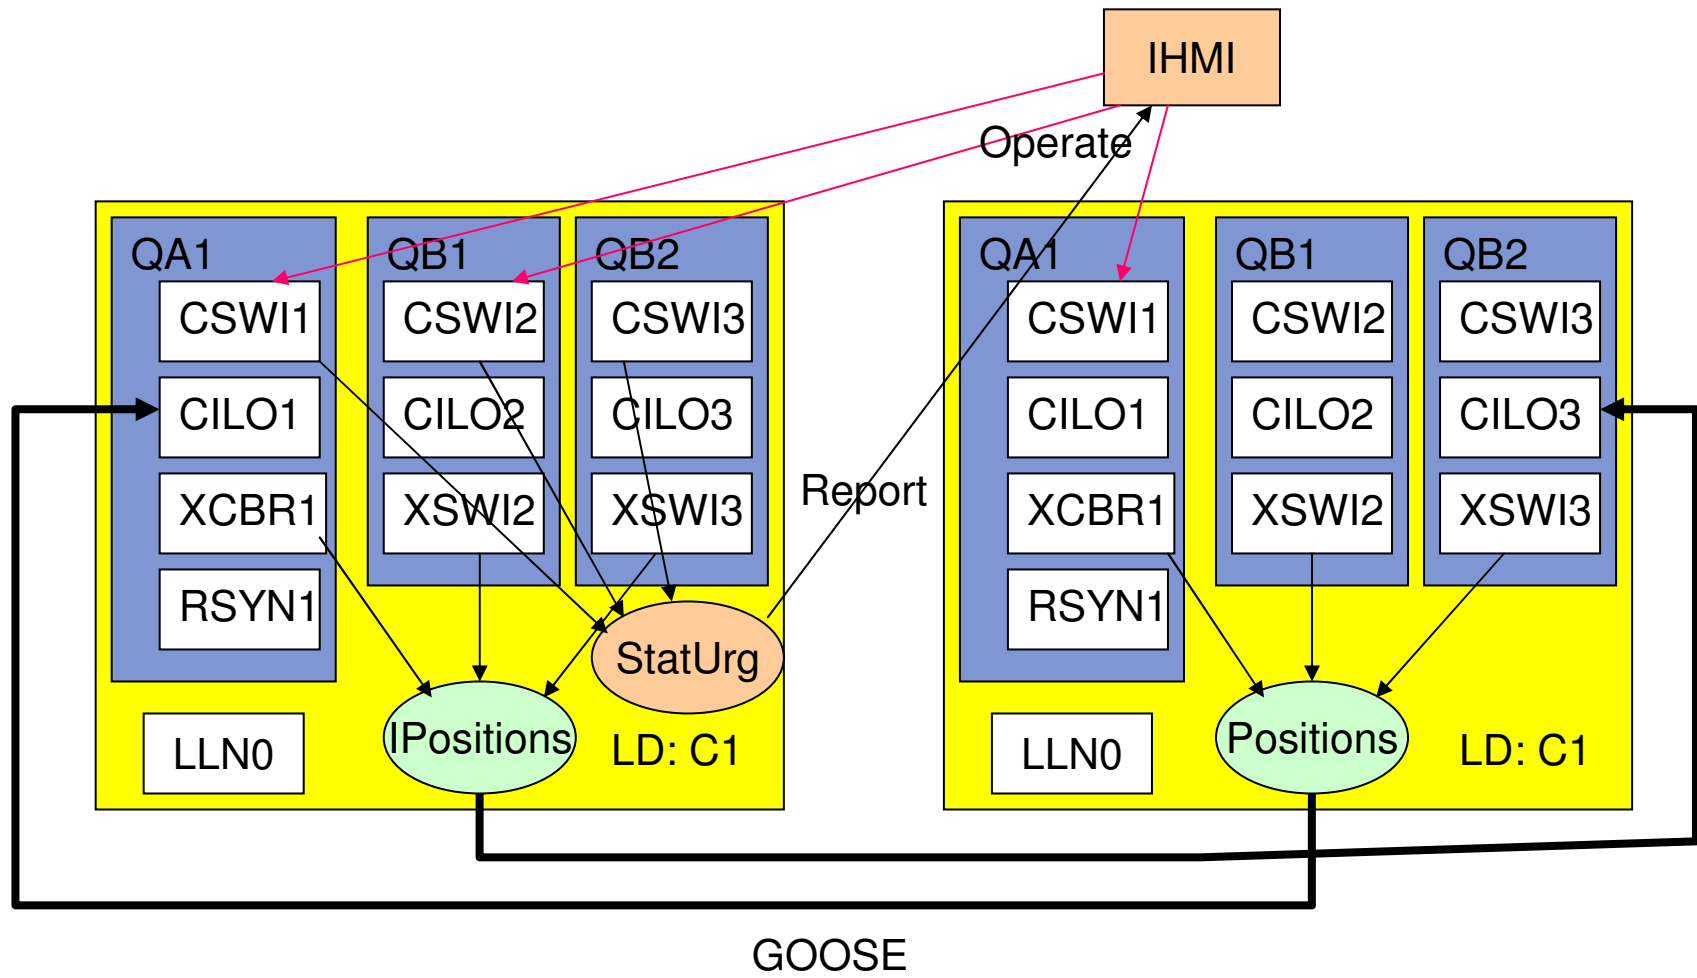 IHMI
Operate
QA1
QB1
QB2
CSWI1
CSWI2
CSWI3
CILO1
CILO2
CILO3
XCBR1
XSWI2
XSWI3
RSYN1
StatUrg
LLN0
IPositions
LD: C1
Report
QA1
QB1
QB2
CSWI1
CSWI2
CSWI3
CILO1
CILO2
CILO3
XCBR1
XSWI2
XSWI3
RSYN1
LLN0
Positions
LD: C1
GOOSE